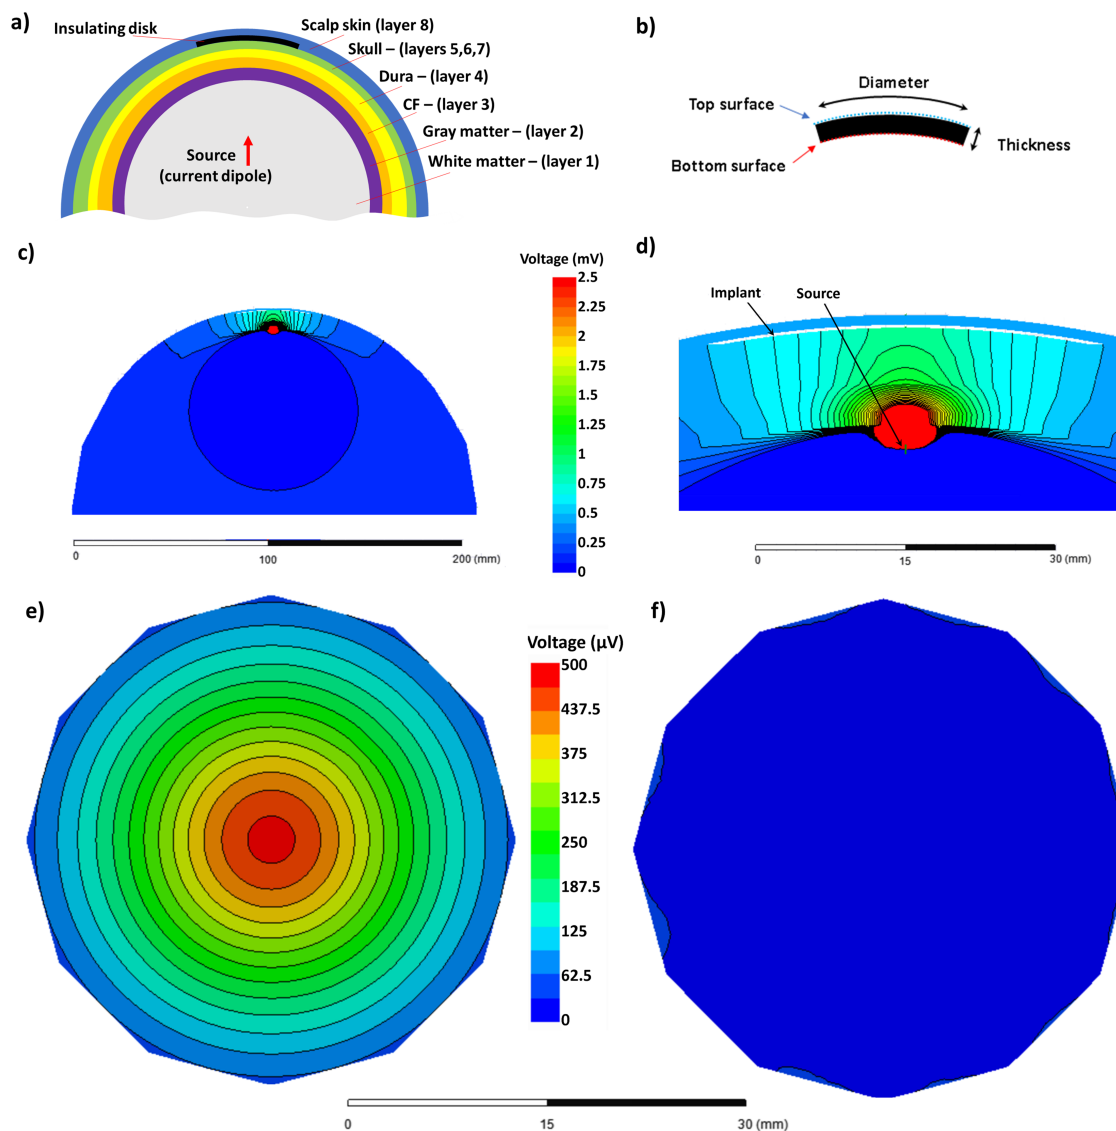 a)
Insulating disk
Scalp skin (layer 8)
Skull – (layers 5,6,7)
Dura – (layer 4)
CF – (layer 3)
Gray matter – (layer 2)
White matter – (layer 1)
Source
(current dipole)
b)
Diameter
Top surface
Bottom surface
Thickness
c)
Voltage (mV)
2.5
2.25
2
1.75
1.5
1.25
1
0.75
0.5
0.25
0
0
100
200 (mm)
d)
Implant
Source
0
15
30 (mm)
e)
Voltage (µV)
500
437.5
375
312.5
250
187.5
125
62.5
0
f)
0
15
30 (mm)